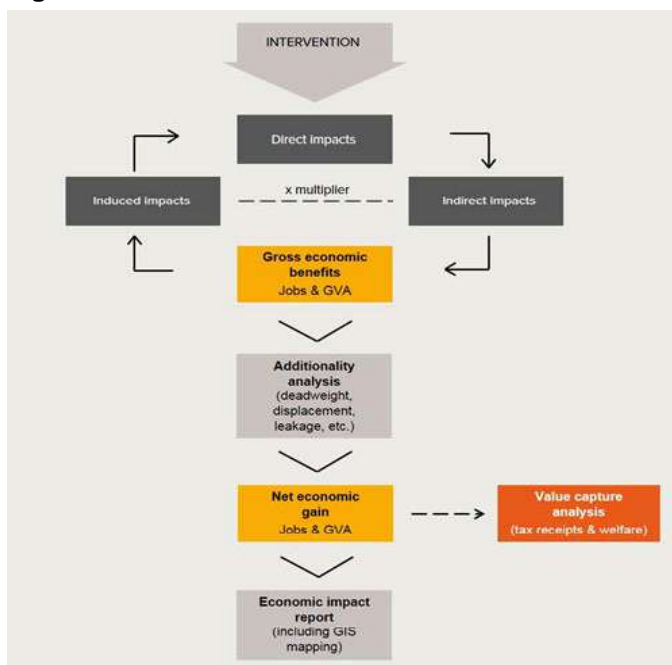 INTERVENTION
Direct impacts
x multiplier
Induced impacts
Indirect impacts
Gross economic
benefits
Jobs & GVA
Additionality
analysis
(deadweight,
displacement,
leakage, etc.)
Net economic
gain
Jobs & GVA
Value capture
analysis
(tax receipts & welfare)
Economic impact
report
(including GIS
mapping)